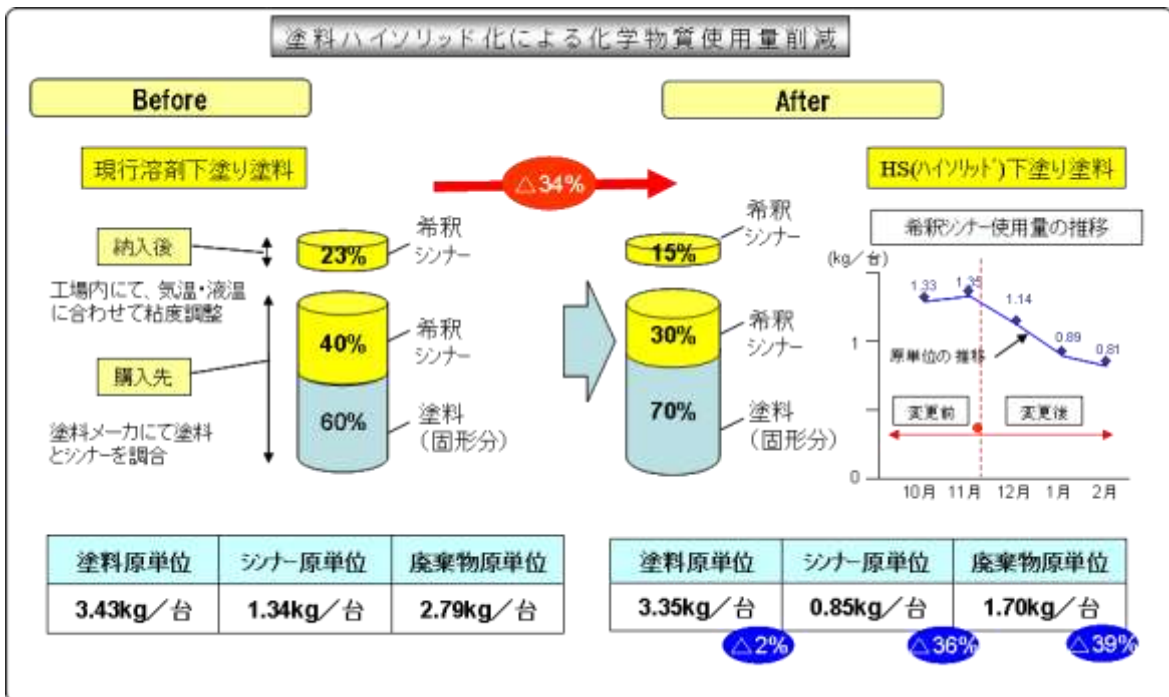 塗料ハイソリッド化による化学物質使用量削減
Before
After
現行溶剤下塗り塗料
△34%
HS(ハイソリッド)下塗り塗料
納入後
工場内にて、気温・液温
に合わせて粘度調整
購入先
塗料メーカにて塗料
とシンナーを調合
23%
希釈
シンナー
40%
希釈
シンナー
60%
塗料
(固形分)
15%
希釈
シンナー
30%
希釈
シンナー
70%
塗料
(固形分)
希釈シンナー使用量の推移
(kg/台)
1.33
1.35
1.14
0.89
0.81
1
0
原単位の推移
変更前
変更後
10月 11月 12月 1月 2月
塗料原単位 シンナー原単位 廃棄物原単位
3.43kg/台 1.34kg/台 2.79kg/台
塗料原単位 シンナー原単位 廃棄物原単位
3.35kg/台 0.85kg/台 1.70kg/台
△2% △36% △39%